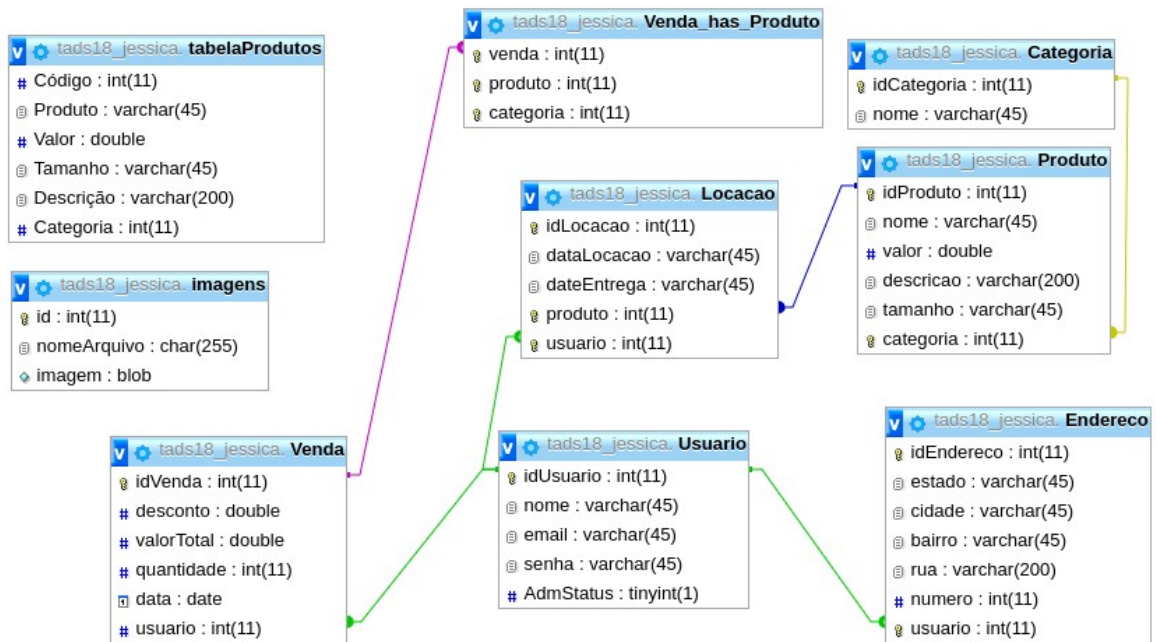 tads18_jessica. tabelaProdutos
Código : int(11)
Produto : varchar(45)
Valor : double
Tamanho : varchar(45)
Descrição : varchar(200)
Categoria : int(11)
tads18_jessica. imagens
id : int(11)
nomeArquivo : char(255)
imagem : blob
tads18_jessica. Venda_has_Produto
venda : int(11)
produto : int(11)
categoria : int(11)
tads18_jessica. Categoria
idCategoria : int(11)
nome : varchar(45)
tads18_jessica. Locacao
idLocacao : int(11)
dataLocacao : varchar(45)
dateEntrega : varchar(45)
produto : int(11)
usuario : int(11)
tads18_jessica. Produto
idProduto : int(11)
nome : varchar(45)
valor : double
descricao : varchar(200)
tamanho : varchar(45)
categoria : int(11)
tads18_jessica. Venda
idVenda : int(11)
desconto : double
valorTotal : double
quantidade : int(11)
data : date
usuario : int(11)
tads18_jessica. Usuario
idUsuario : int(11)
nome : varchar(45)
email : varchar(45)
senha : varchar(45)
AdmStatus : tinyint(1)
tads18_jessica. Endereco
idEndereco : int(11)
estado : varchar(45)
cidade : varchar(45)
bairro : varchar(45)
rua : varchar(200)
numero : int(11)
usuario : int(11)